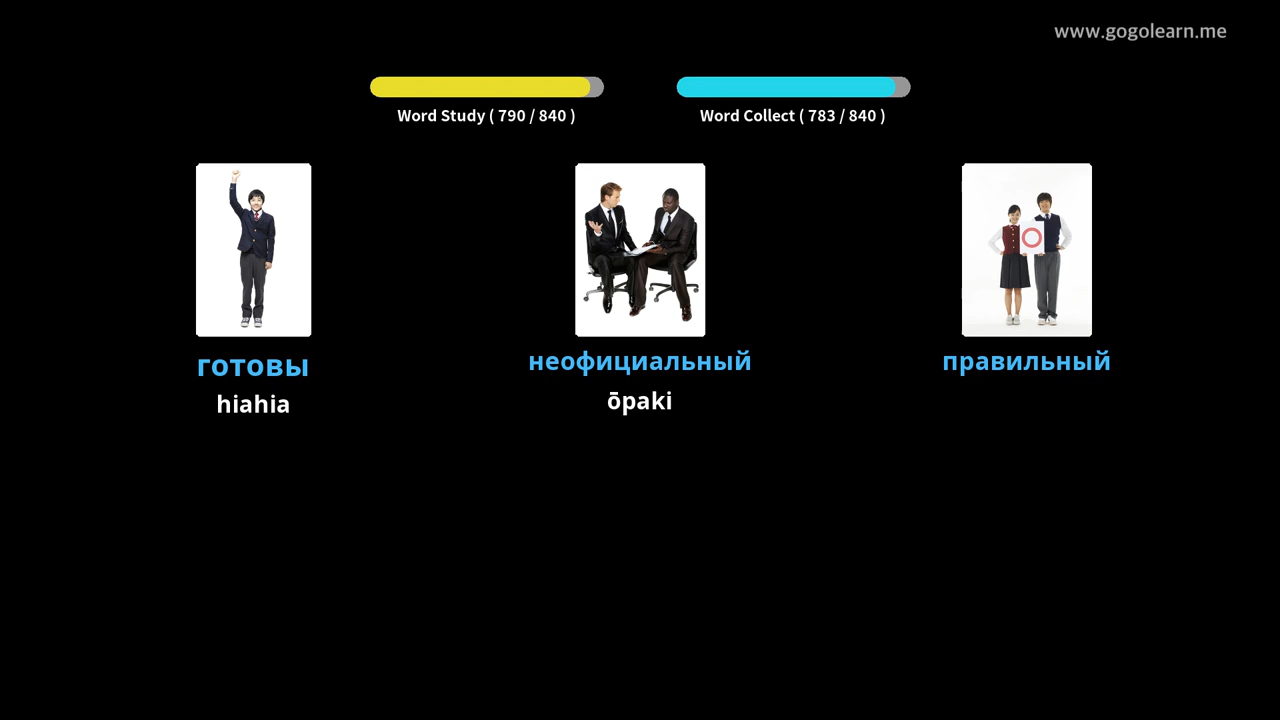 www.gogolearn.me
Word Study ( 790 / 840 )
Word Collect ( 783 / 840 )
готовы
неофициальный
правильный
hiahia
ōpaki